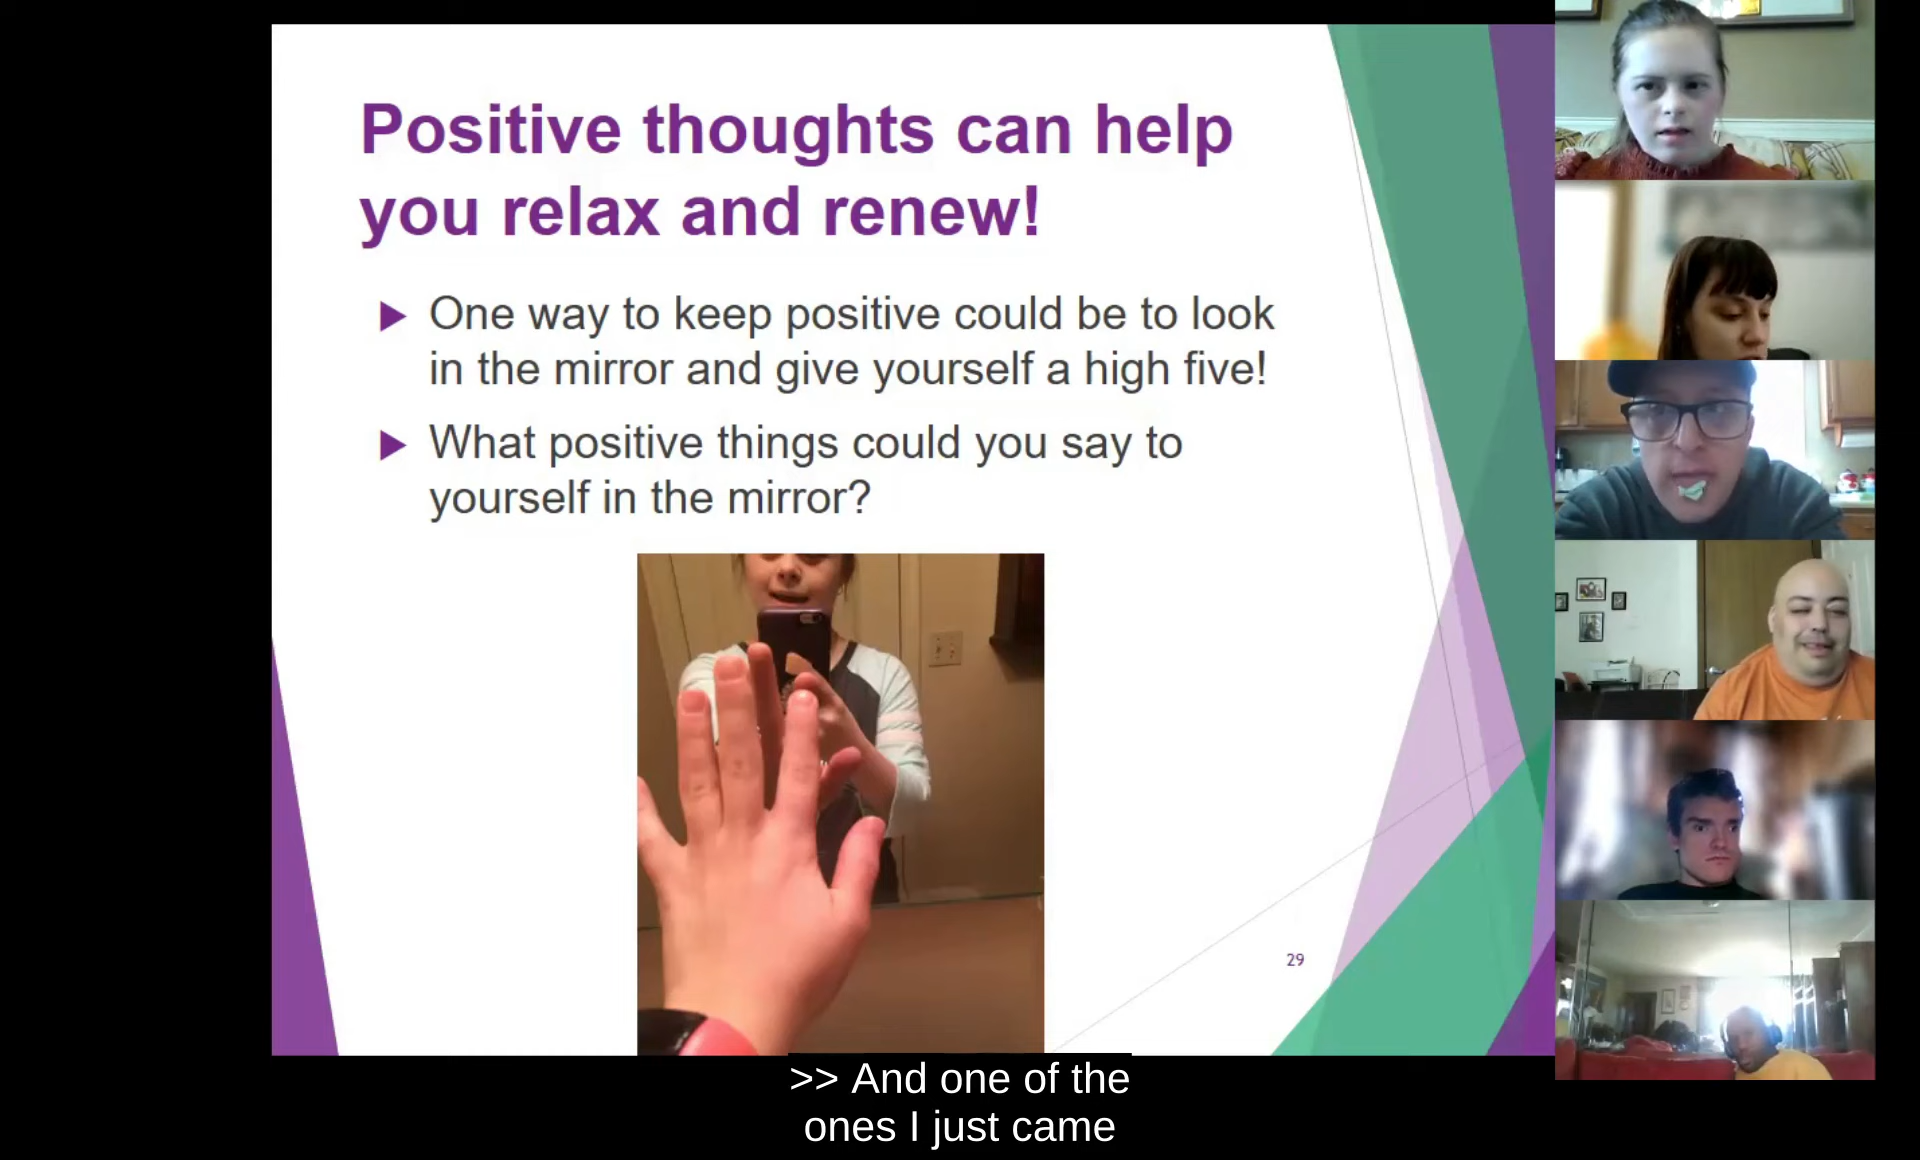 Positive thoughts can help
you relax and renew!
One way to keep positive could be to look
in the mirror and give yourself a high five!
What positive things could you say to
yourself in the mirror?
29
>> And one of the
ones I just came